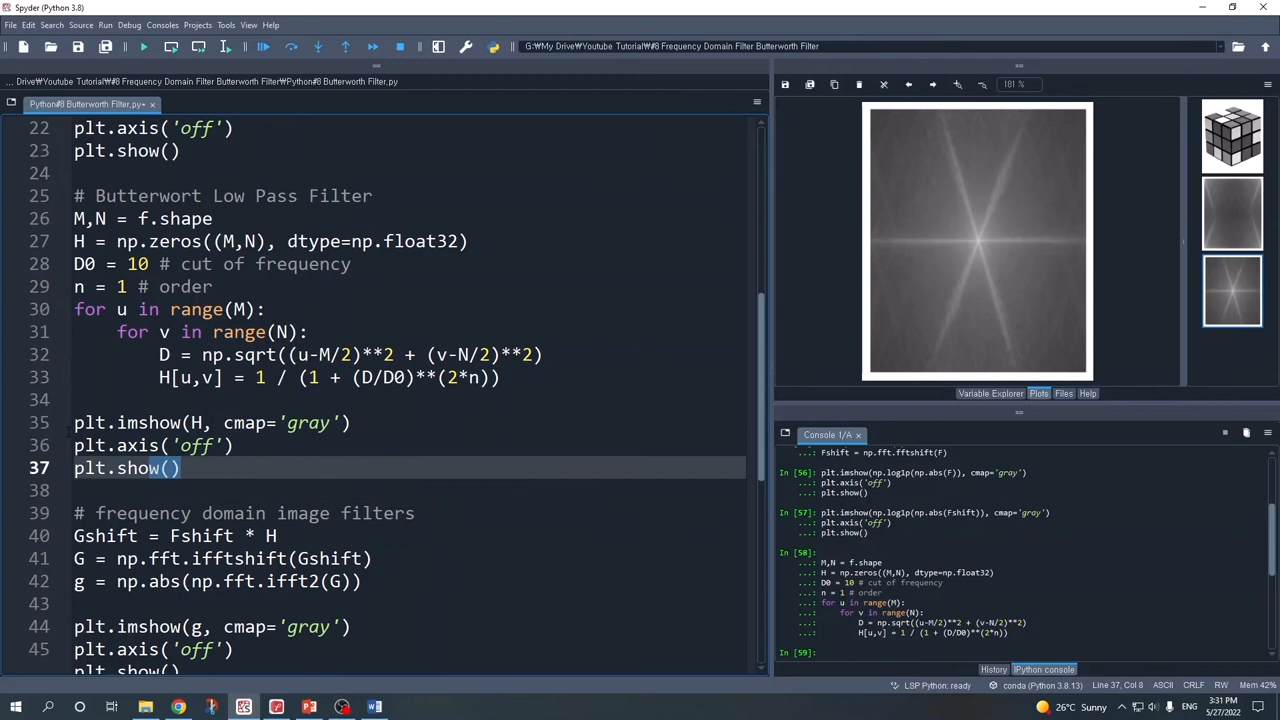 Spyder (Python 3.8)
File Edit Search Source Run Debug Consoles Projects Tools View Help
G:₩My Drive₩Youtube Tutorial₩#8 Frequency Domain Filter Butterworth Filter
... Drive₩Youtube Tutorial₩#8 Frequency Domain Filter Butterworth Filter₩Python#8 Butterworth Filter.py
Python#8 Butterworth Filter.py*
181 %
22 plt.axis('off')
23 plt.show()
24
25 # Butterwort Low Pass Filter
26 M,N = f.shape
27 H = np.zeros((M,N), dtype=np.float32)
28 D0 = 10 # cut of frequency
29 n = 1 # order
30 for u in range(M):
31 for v in range(N):
32 D = np.sqrt((u-M/2)**2 + (v-N/2)**2)
33 H[u,v] = 1 / (1 + (D/D0)**(2*n))
34
35 plt.imshow(H, cmap='gray')
36 plt.axis('off')
37 plt.show()
38
39 # frequency domain image filters
40 Gshift = Fshift * H
41 G = np.fft.ifftshift(Gshift)
42 g = np.abs(np.fft.ifft2(G))
43
44 plt.imshow(g, cmap='gray')
45 plt.axis('off')
plt.show()
Variable Explorer Plots Files Help
Console 1/A
...: Fshift = np.fft.fftshift(F)
In [56]: plt.imshow(np.log1p(np.abs(F)), cmap='gray')
...: plt.axis('off')
...: plt.show()
In [57]: plt.imshow(np.log1p(np.abs(Fshift)), cmap='gray')
...: plt.axis('off')
...: plt.show()
In [58]:
...: M,N = f.shape
...: H = np.zeros((M,N), dtype=np.float32)
...: D0 = 10 # cut of frequency
...: n = 1 # order
...: for u in range(M):
...: for v in range(N):
...: D = np.sqrt((u-M/2)**2 + (v-N/2)**2)
...: H[u,v] = 1 / (1 + (D/D0)**(2*n))
In [59]:
History IPython console
LSP Python: ready conda (Python 3.8.13) Line 37, Col 8 ASCII CRLF RW Mem 42%
26°C Sunny ENG 3:31 PM
5/27/2022